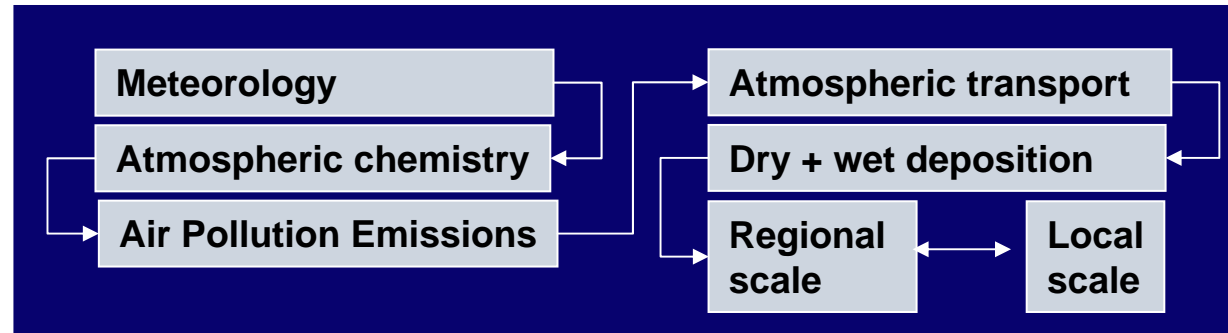 Meteorology
Atmospheric chemistry
Air Pollution Emissions
Atmospheric transport
Dry + wet deposition
Regional
scale
Local
scale